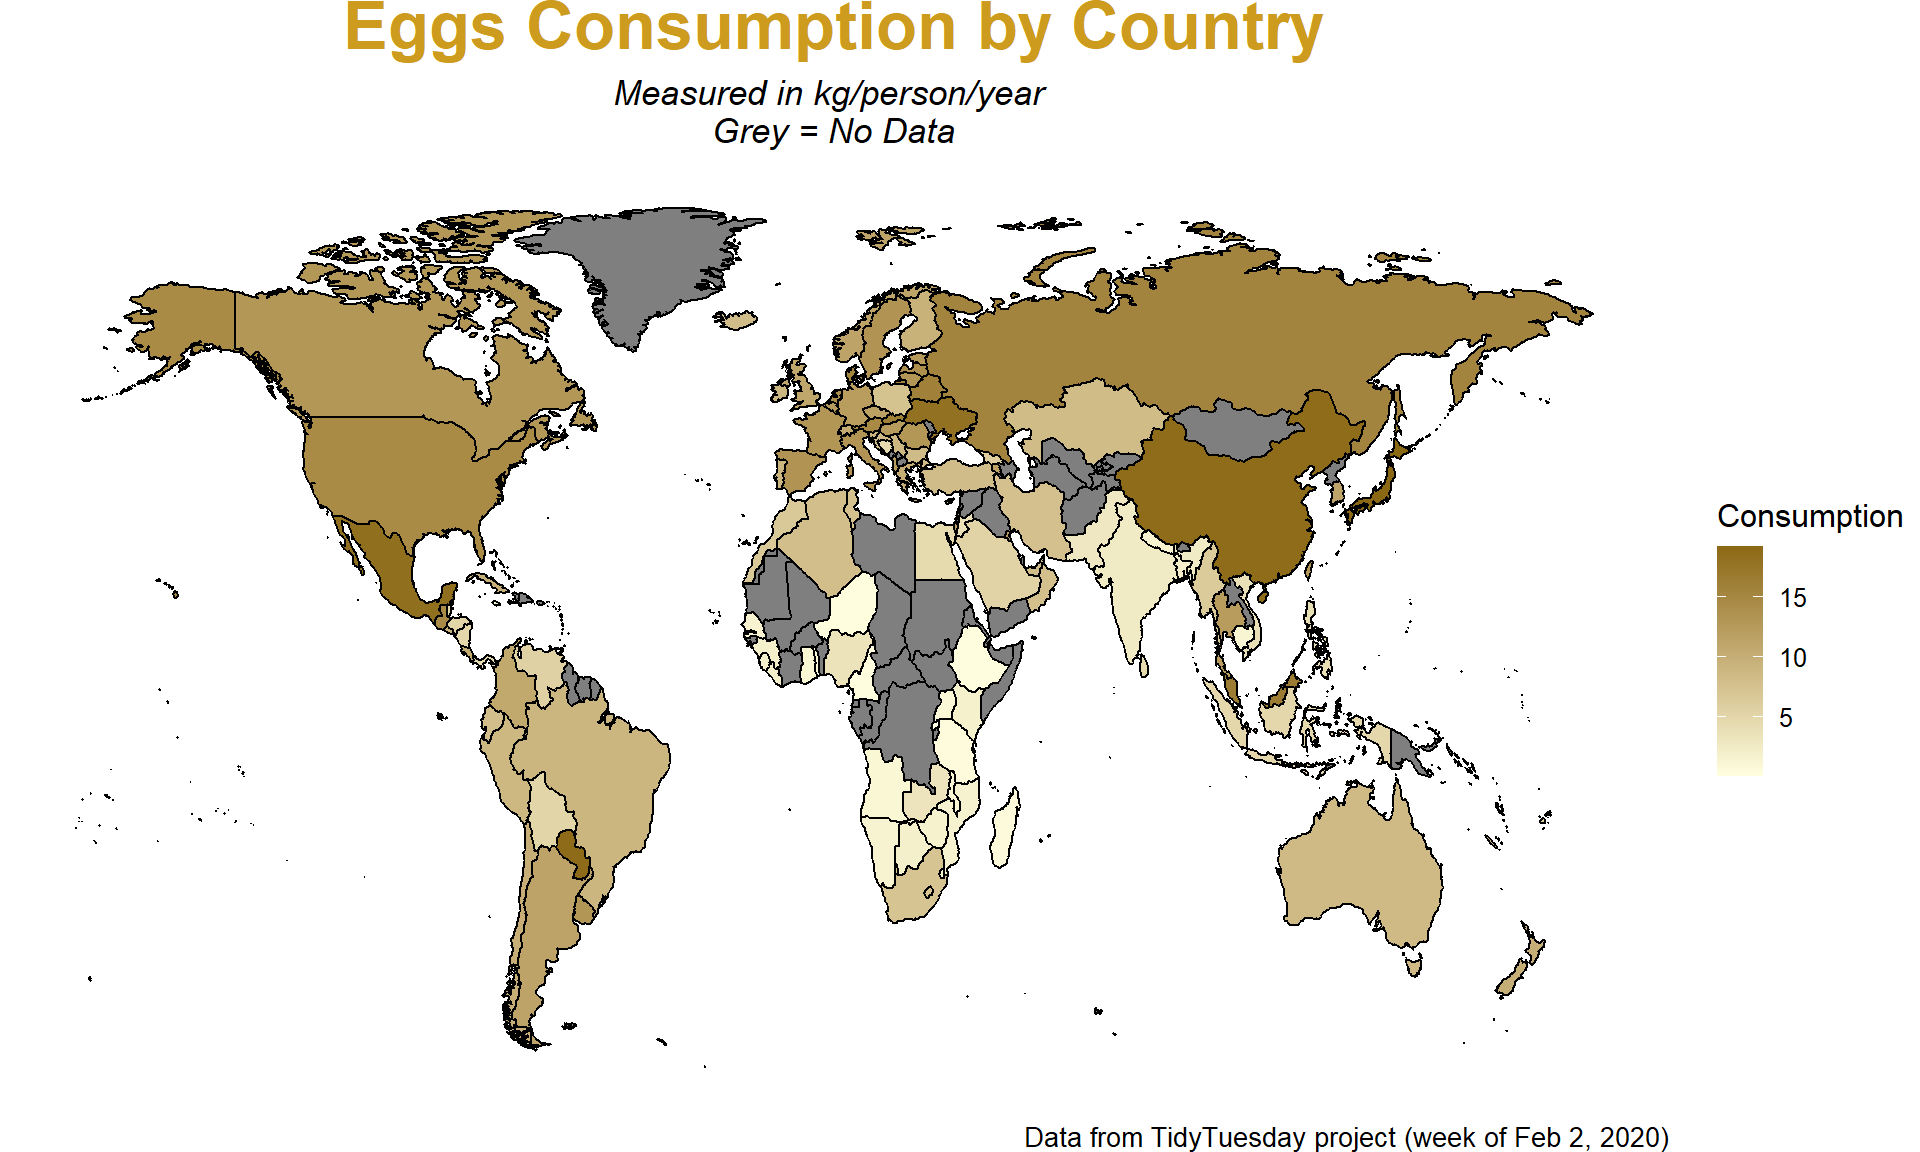 Eggs Consumption by Country
Measured in kg/person/year
Grey = No Data
Consumption
15
10
5
Data from TidyTuesday project (week of Feb 2, 2020)